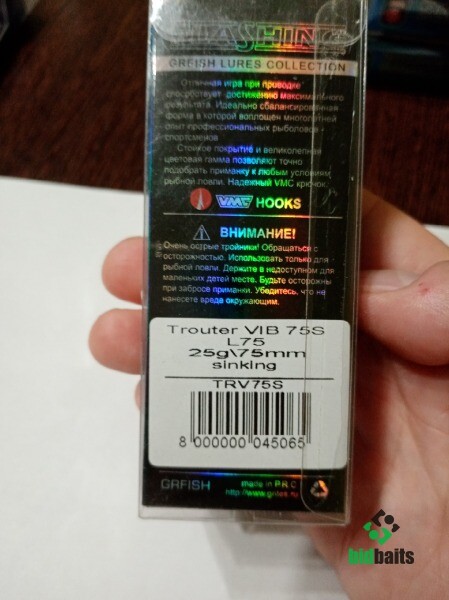 FLASHING
GRFISH LURES COLLECTION
Отличная игра при проводке
способствует достижению максимального
результата. Идеально сбалансированная
форма в которой воплощен многолетний
опыт профессиональных рыболовов -
спортсменов
Стойкое покрытие и великолепная
цветовая гамма позволяют точно
подобрать приманку к любым условиям
рыбной ловли. Надежный VMC крючок.
VMC HOOKS
ВНИМАНИЕ!
Очень острые тройники! Обращаться с
осторожностью. Использовать только для
рыбной ловли. Держите в недоступном для
маленьких детей месте. Будьте осторожны
при забросе приманки. Убедитесь, что не
нанесете вреда окружающим.
Trouter VIB 75S
L75
25g\75mm
sinking
TRV75S
8 000000 045065
GRFISH
made in P.R.C
http://www.grifes.ru
bidbaits